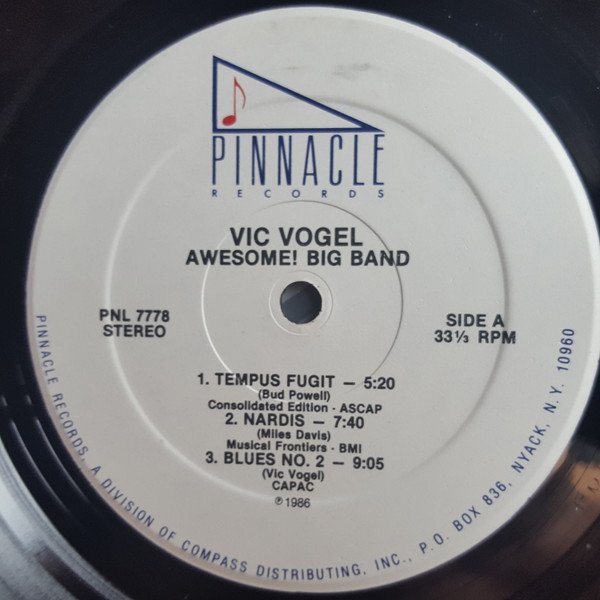 PINNACLE
RECORDS
VIC VOGEL
AWESOME! BIG BAND
PNL 7778
STEREO
SIDE A
33⅓ RPM
1. TEMPUS FUGIT — 5:20
(Bud Powell)
Consolidated Edition · ASCAP
2. NARDIS — 7:40
(Miles Davis)
Musical Frontiers · BMI
3. BLUES NO. 2 — 9:05
(Vic Vogel)
CAPAC
℗ 1986
PINNACLE RECORDS, A DIVISION OF COMPASS DISTRIBUTING, INC., P.O. BOX 836, NYACK, N.Y. 10960